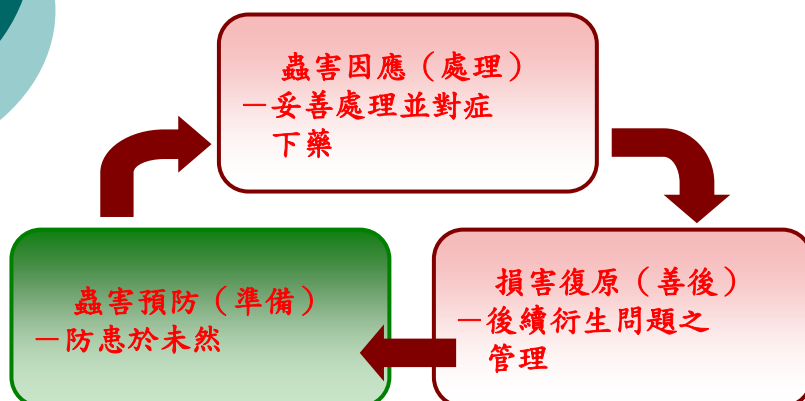 蟲害因應（處理）
－妥善處理並對症
下藥
蟲害預防（準備）
－防患於未然
損害復原（善後）
－後續衍生問題之
管理